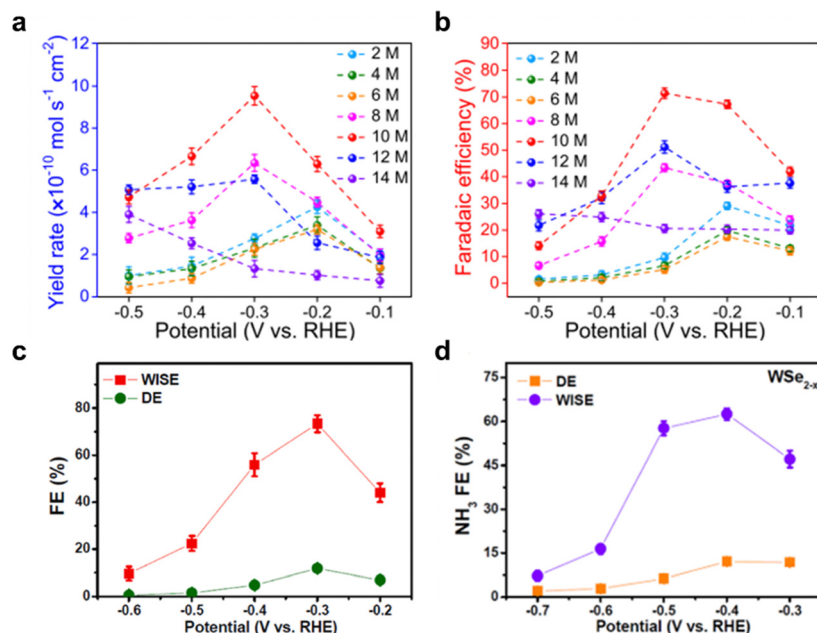 a
12
10
8
6
4
2
0
Yield rate (×10⁻¹⁰ mol s⁻¹ cm⁻²)
2 M
4 M
6 M
8 M
10 M
12 M
14 M
-0.5 -0.4 -0.3 -0.2 -0.1
Potential (V vs. RHE)
b
90
80
70
60
50
40
30
20
10
0
Faradaic efficiency (%)
2 M
4 M
6 M
8 M
10 M
12 M
14 M
-0.5 -0.4 -0.3 -0.2 -0.1
Potential (V vs. RHE)
c
WISE
DE
80
60
40
20
0
FE (%)
-0.6 -0.5 -0.4 -0.3 -0.2
Potential (V vs. RHE)
d
DE
WISE
WSe₂₋ₓ
75
60
45
30
15
0
NH₃ FE (%)
-0.7 -0.6 -0.5 -0.4 -0.3
Potential (V vs. RHE)